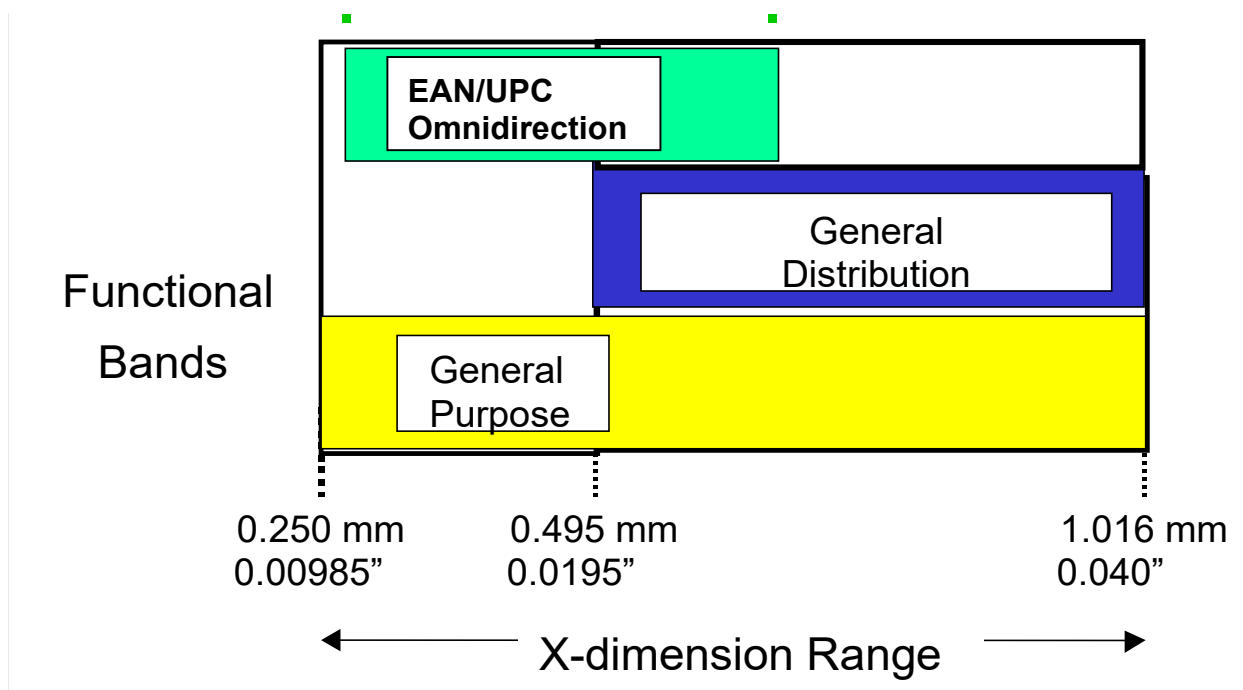 EAN/UPC
Omnidirection
General
Distribution
Functional
Bands
General
Purpose
0.250 mm
0.00985”
0.495 mm
0.0195”
1.016 mm
0.040”
X-dimension Range